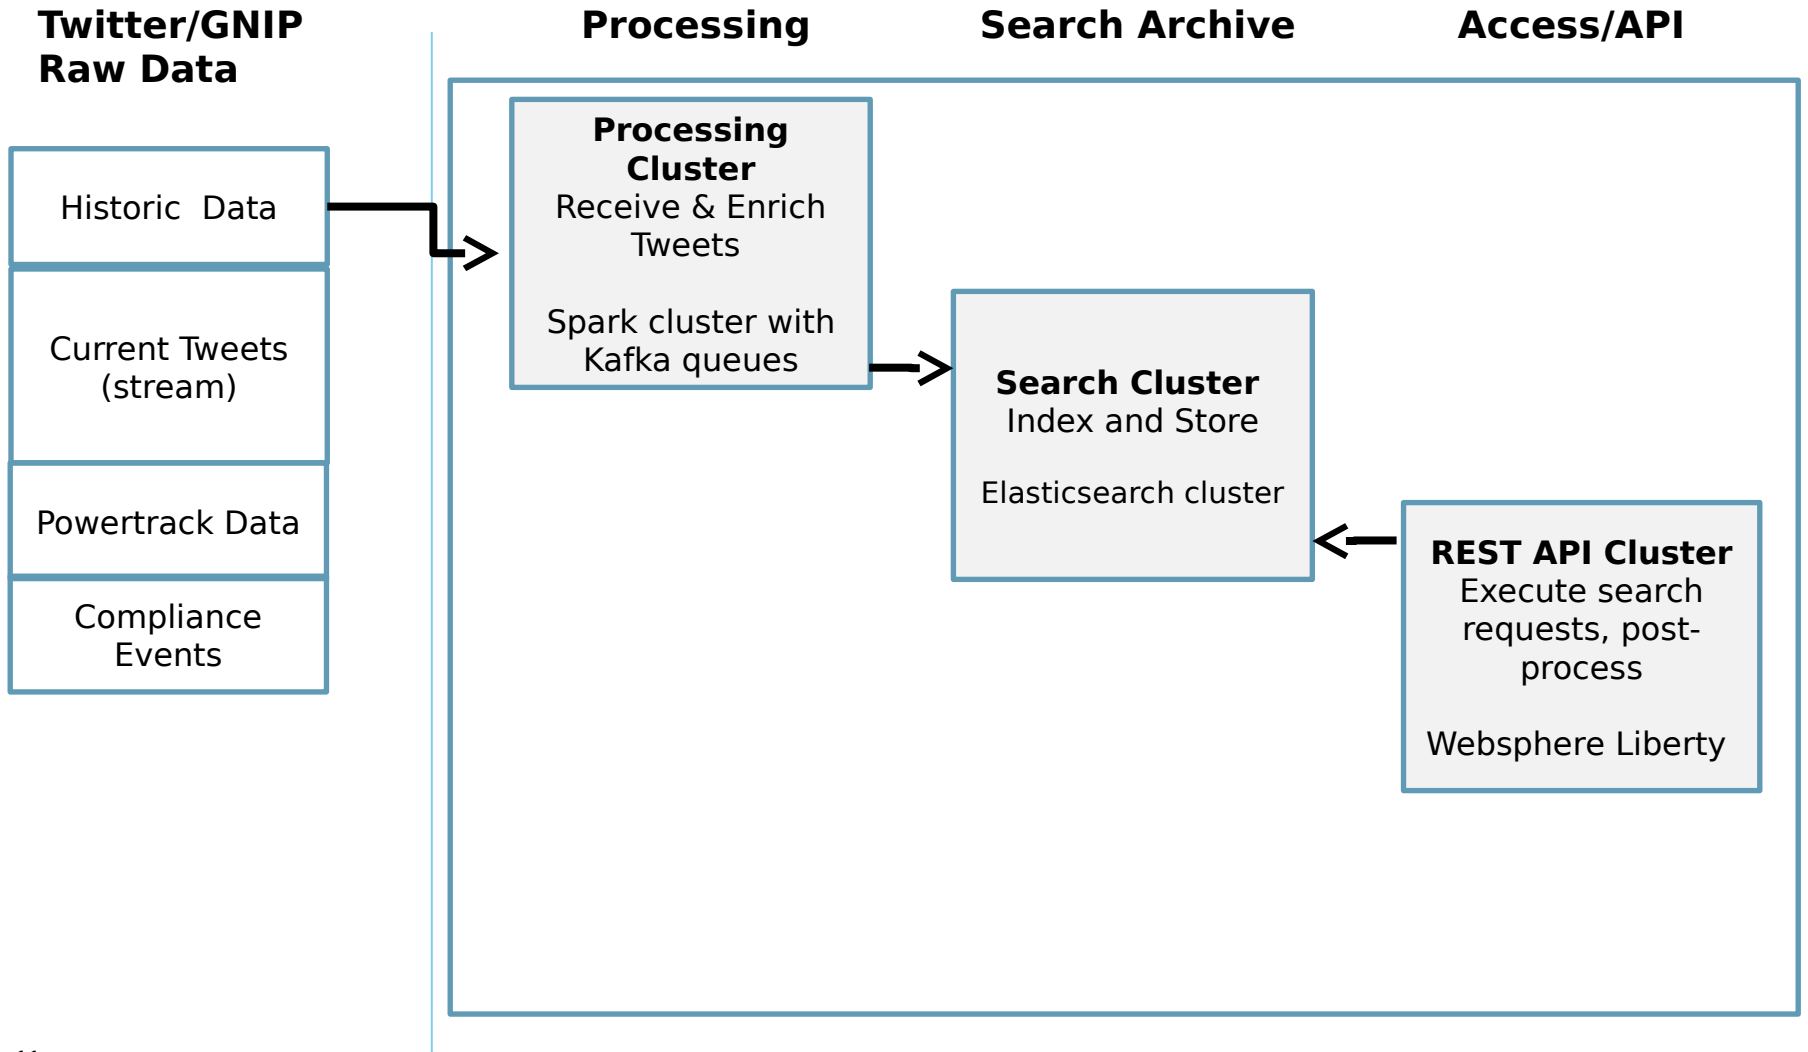 Twitter/GNIP
Raw Data
Processing
Search Archive
Access/API
Historic  Data
Current Tweets
(stream)
Powertrack Data
Compliance
Events
Processing
Cluster
Receive & Enrich
Tweets
Spark cluster with
Kafka queues
Search Cluster
Index and Store
Elasticsearch cluster
REST API Cluster
Execute search
requests, post-
process
Websphere Liberty